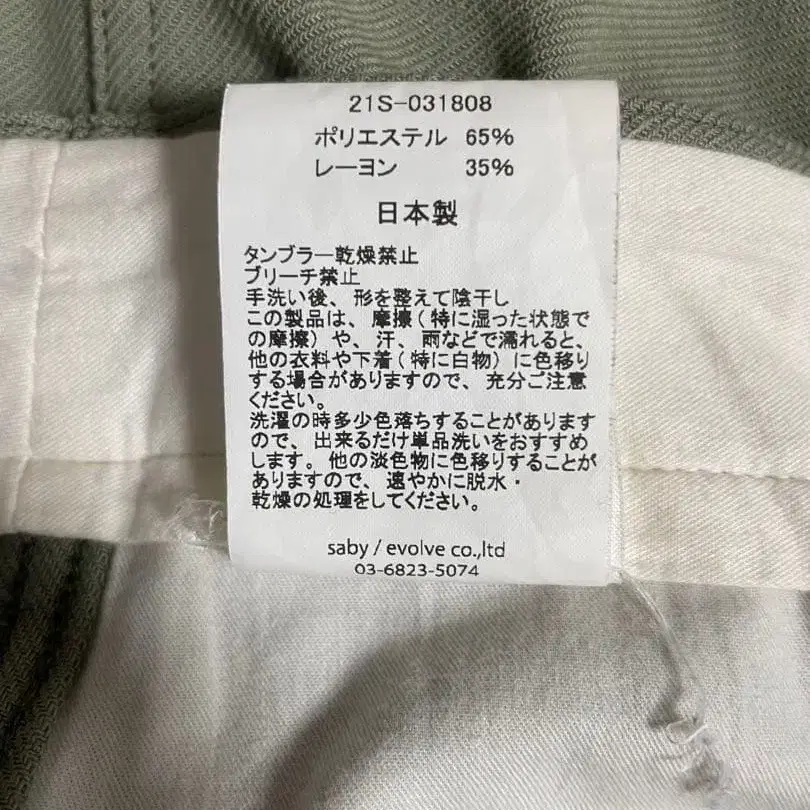 21S-031808
ポリエステル 65%
レーヨン 35%
日本製
タンブラー乾燥禁止
ブリーチ禁止
手洗い後、形を整えて陰干し
この製品は、摩擦(特に湿った状態で
の摩擦)や、汗、雨などで濡れると、
他の衣料や下着(特に白物)に色移り
する場合がありますので、充分ご注意
ください。
洗濯の時多少色落ちすることがあります
ので、出来るだけ単品洗いをおすすめ
します。他の淡色物に色移りすることが
ありますので、速やかに脱水・
乾燥の処理をしてください。
saby / evolve co.,ltd
03-6823-5074